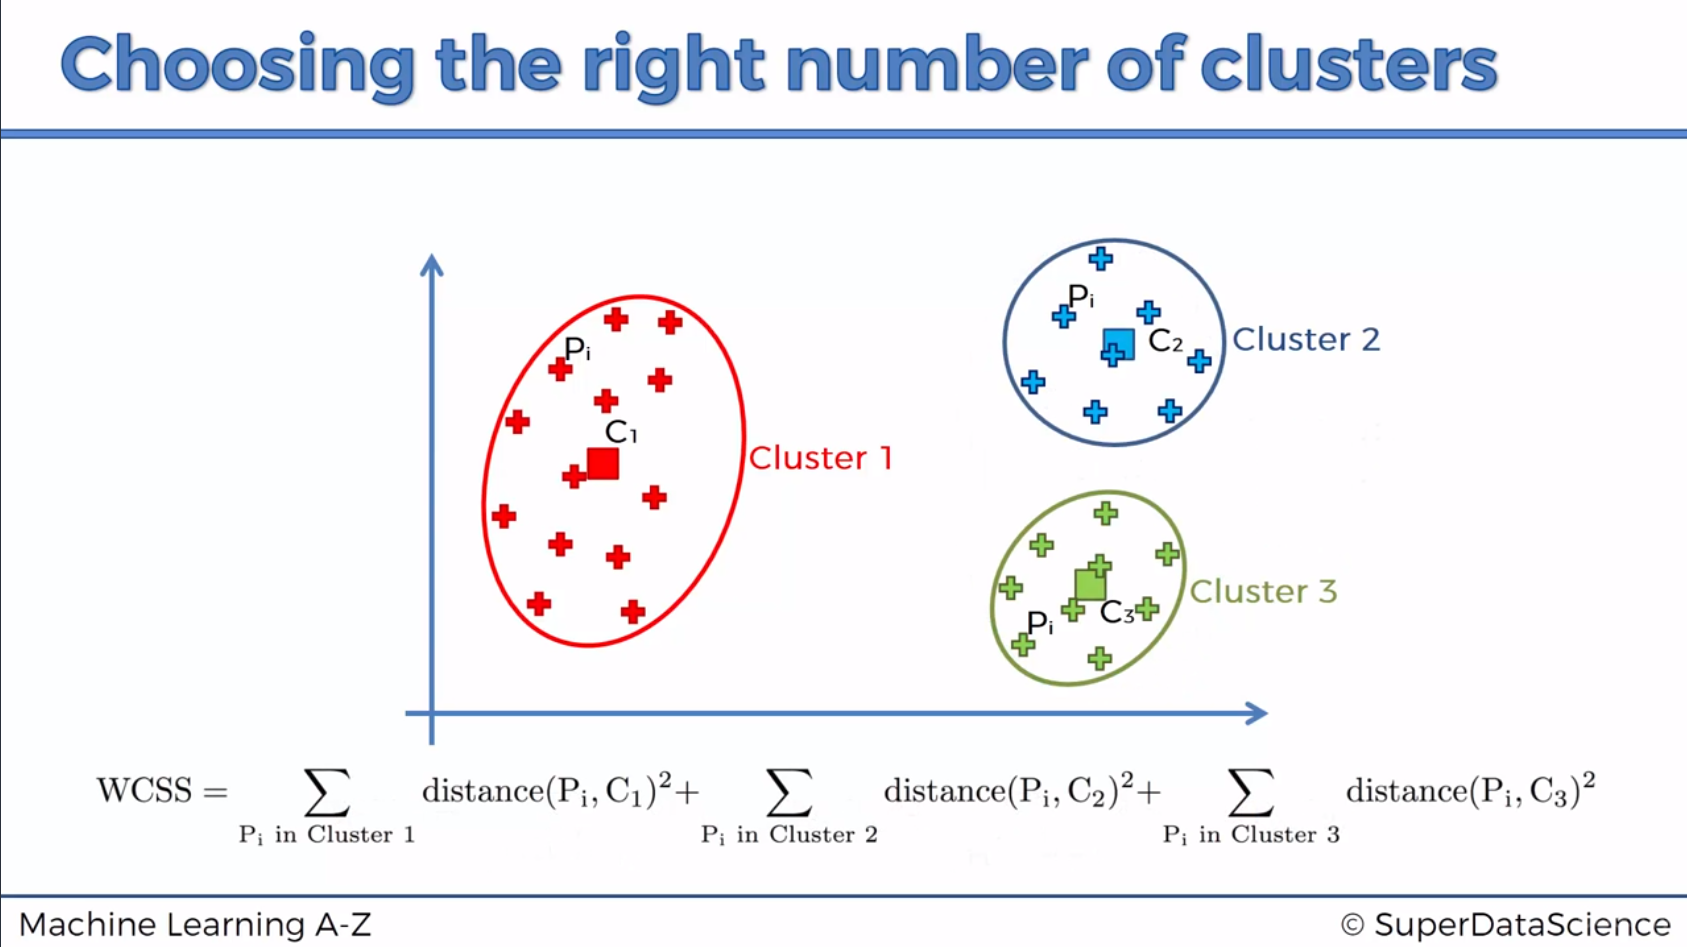 Choosing the right number of clusters
Pᵢ
C₁
Cluster 1
Pᵢ
C₂
Cluster 2
Pᵢ
C₃
Cluster 3
WCSS = ∑ distance(Pᵢ, C₁)² + ∑ distance(Pᵢ, C₂)² + ∑ distance(Pᵢ, C₃)²
Pᵢ in Cluster 1 Pᵢ in Cluster 2 Pᵢ in Cluster 3
Machine Learning A-Z
© SuperDataScience